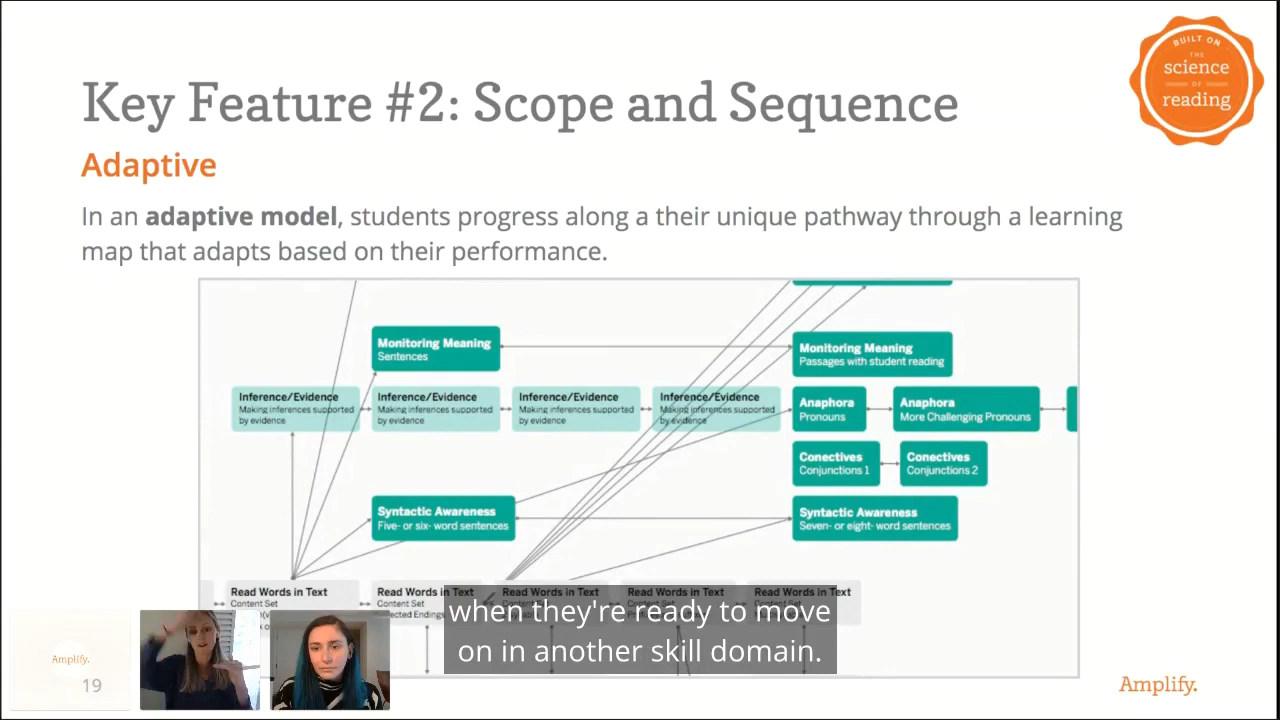 BUILT ON
THE
science
OF
reading
Key Feature #2: Scope and Sequence
Adaptive
In an adaptive model, students progress along a their unique pathway through a learning
map that adapts based on their performance.
Monitoring Meaning
Sentences
Monitoring Meaning
Passages with student reading
Inference/Evidence
Making inferences supported
by evidence
Inference/Evidence
Making inferences supported
by evidence
Inference/Evidence
Making inferences supported
by evidence
Inference/Evidence
Making inferences supported
by evidence
Anaphora
Pronouns
Anaphora
More Challenging Pronouns
Conectives
Conjunctions 1
Conectives
Conjunctions 2
Syntactic Awareness
Five- or six- word sentences
Syntactic Awareness
Seven- or eight- word sentences
Read Words in Text
Content Set
Read Words in Text
Content Set
Read Words in Text
Read Words in Text
Read Words in Text
when they're ready to move
on in another skill domain.
Amplify.
19
Amplify.